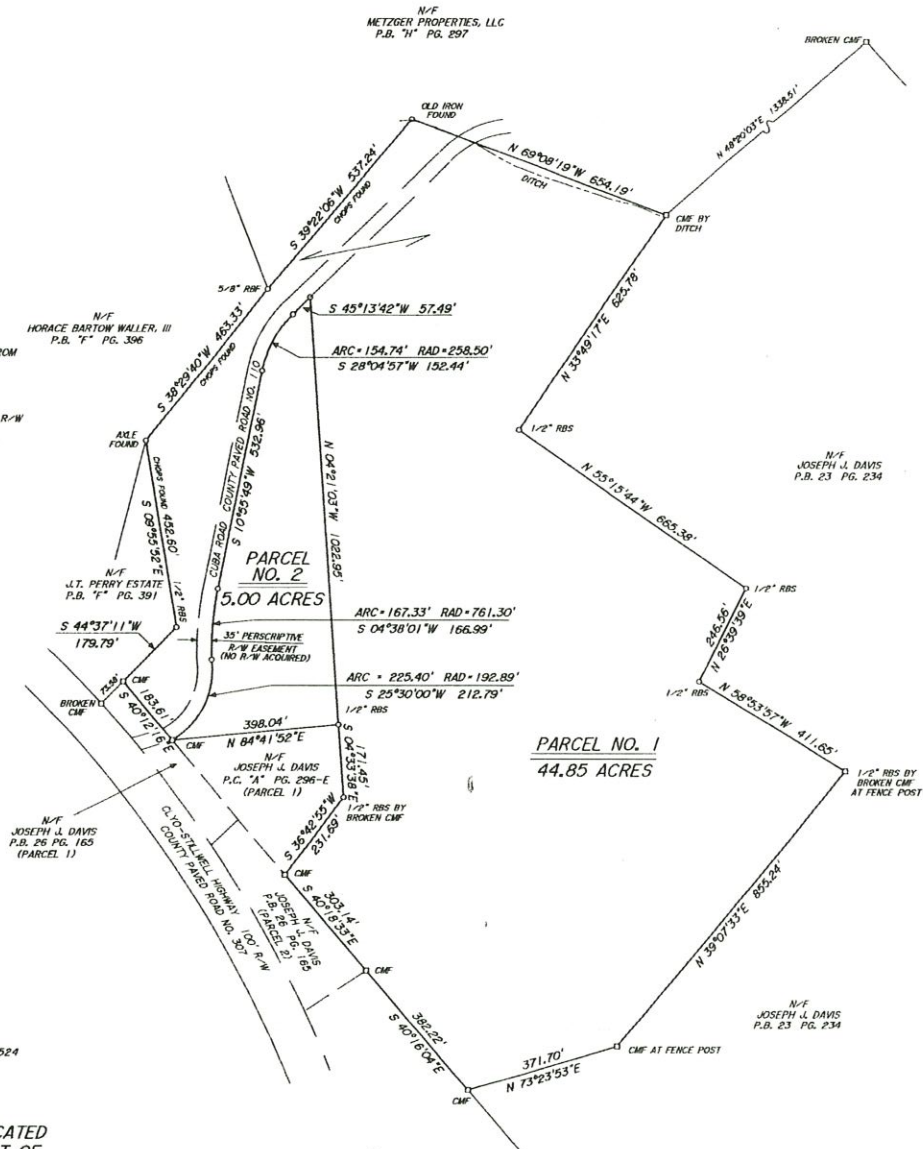 N/F
METZGER PROPERTIES, LLC
P.B. "H" PG. 297
BROKEN CMF
OLD IRON
FOUND
N 48°20'03"E 1338.51'
N 69°08'19"W 654.19'
DITCH
CMF BY
DITCH
S 39°22'06"W 537.24'
CHOPS FOUND
5/8" RBF
S 45°13'42"W 57.49'
N/F
HORACE BARTOW WALLER, III
P.B. "F" PG. 396
ROM
R/W
S 38°29'40"W 463.33'
CHOPS FOUND
ARC = 154.74' RAD = 258.50'
S 28°04'57"W 152.44'
N 33°49'17"E 625.78'
1/2" RBS
AXLE
FOUND
CUBA ROAD COUNTY PAVED ROAD NO. 110
S 10°55'49"W 532.96'
N 04°21'03"W 1022.95'
N 55°15'44"W 665.38'
N/F
JOSEPH J. DAVIS
P.B. 23 PG. 234
CHOPS FOUND 452.60'
S 09°55'52"E
1/2" RBS
N/F
J.T. PERRY ESTATE
P.B. "F" PG. 391
PARCEL
NO. 2
5.00 ACRES
1/2" RBS
246.56'
N 26°39'39"E
S 44°37'11"W
179.79'
ARC = 167.33' RAD = 761.30'
S 04°38'01"W 166.99'
35' PERSCRIPTIVE
R/W EASEMENT
(NO R/W ACQUIRED)
ARC = 225.40' RAD = 192.89'
S 25°30'00"W 212.79'
1/2" RBS
N 58°53'57"W 411.65'
73.58'
CMF
BROKEN
CMF
183.61'
S 40°12'16"E
CMF
398.04'
N 84°41'52"E
1/2" RBS
171.45'
S 04°33'38"E
N/F
JOSEPH J. DAVIS
P.C. "A" PG. 296-E
(PARCEL 1)
PARCEL NO. 1
44.85 ACRES
1/2" RBS BY
BROKEN CMF
AT FENCE POST
1/2" RBS BY
BROKEN CMF
N/F
JOSEPH J. DAVIS
P.B. 26 PG. 165
(PARCEL 1)
S 36°42'55"W
231.69'
CMF
CLYO-STILLWELL HIGHWAY 100' R/W
COUNTY PAVED ROAD NO. 307
N/F
JOSEPH J. DAVIS
P.B. 26 PG. 165
(PARCEL 2)
303.14'
S 40°18'33"E
CMF
N 39°07'33"E 855.24'
382.22'
S 40°16'04"E
N/F
JOSEPH J. DAVIS
P.B. 23 PG. 234
CMF AT FENCE POST
371.70'
N 73°23'53"E
CMF
524
CATED